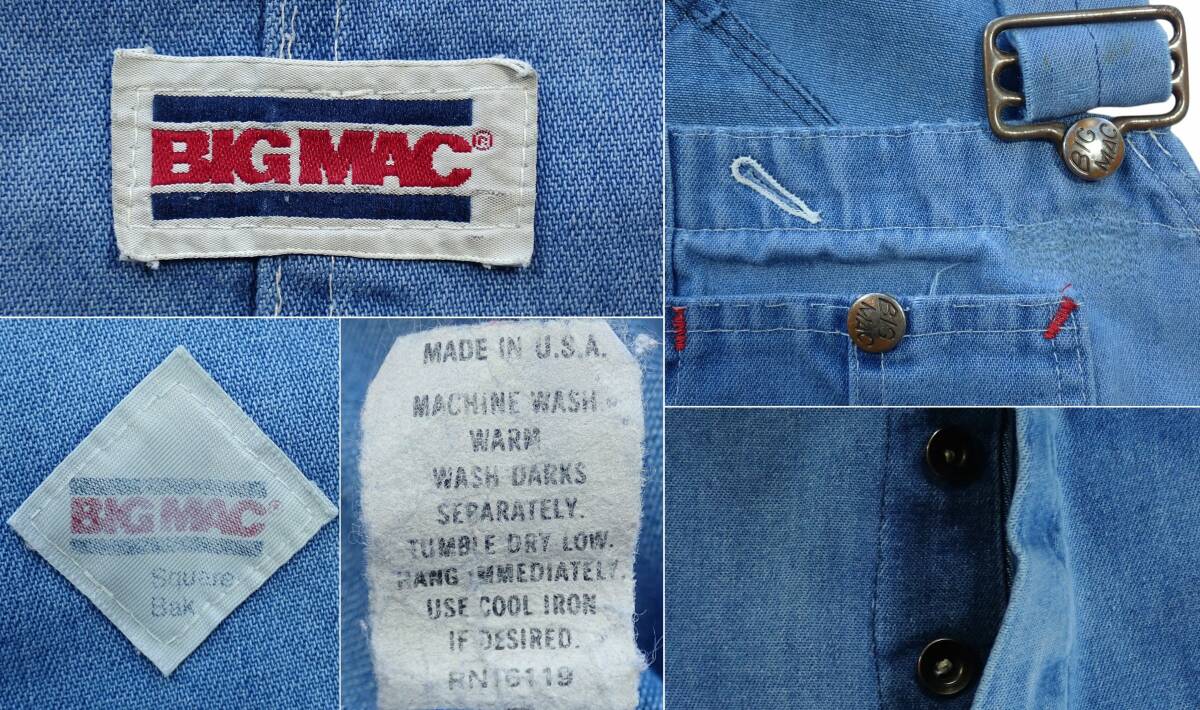 BIG MAC®
BIG
MAC
BIG
MAC
BIG MAC®
Square
Bak
MADE IN U.S.A.
MACHINE WASH
WARM
WASH DARKS
SEPARATELY.
TUMBLE DRY LOW.
HANG IMMEDIATELY.
USE COOL IRON
IF DESIRED.
RN16119